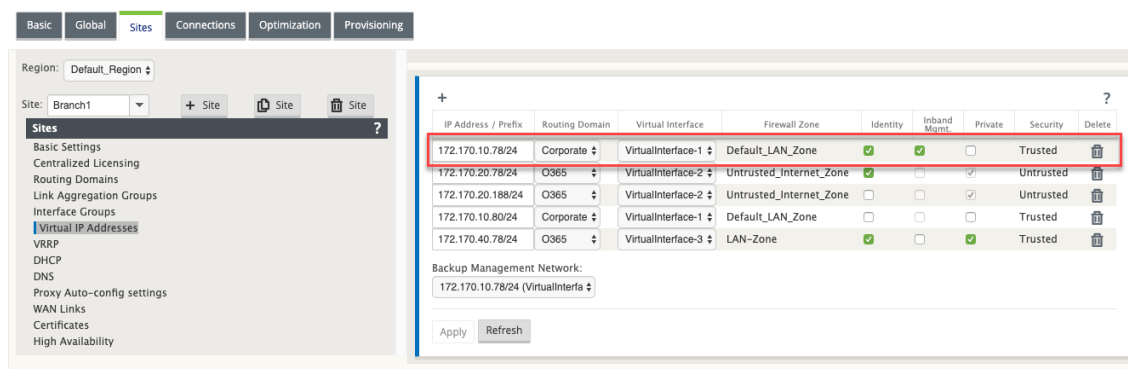 Basic Global Sites Connections Optimization Provisioning
Region: Default_Region
Site: Branch1 + Site Site Site
Sites ?
Basic Settings
Centralized Licensing
Routing Domains
Link Aggregation Groups
Interface Groups
Virtual IP Addresses
VRRP
DHCP
DNS
Proxy Auto-config settings
WAN Links
Certificates
High Availability
+ ?
IP Address / Prefix Routing Domain Virtual Interface Firewall Zone Identity Inband Mgmt. Private Security Delete
172.170.10.78/24 Corporate VirtualInterface-1 Default_LAN_Zone Trusted
172.170.20.78/24 O365 VirtualInterface-2 Untrusted_Internet_Zone Untrusted
172.170.20.188/24 O365 VirtualInterface-2 Untrusted_Internet_Zone Untrusted
172.170.10.80/24 Corporate VirtualInterface-1 Default_LAN_Zone Trusted
172.170.40.78/24 O365 VirtualInterface-3 LAN-Zone Trusted
Backup Management Network:
172.170.10.78/24 (VirtualInterfa
Apply Refresh